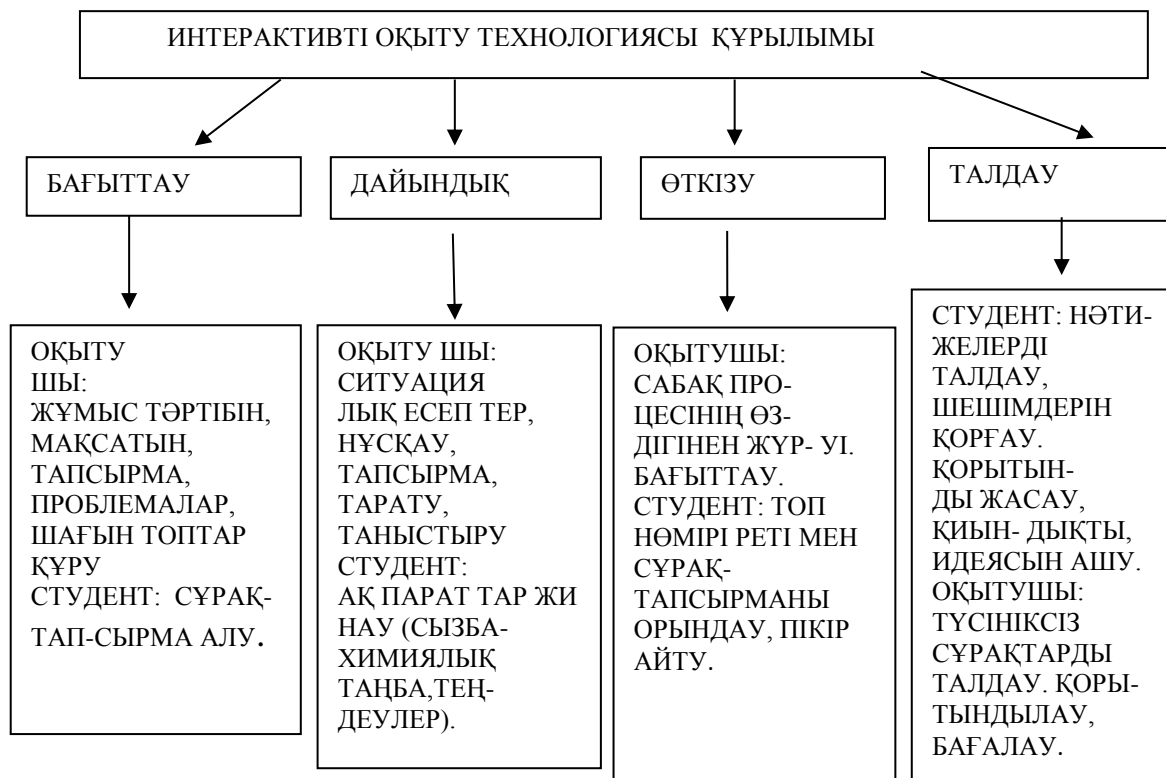 ИНТЕРАКТИВТІ ОҚЫТУ ТЕХНОЛОГИЯСЫ ҚҰРЫЛЫМЫ
БАҒЫТТАУ
ДАЙЫНДЫҚ
ӨТКІЗУ
ТАЛДАУ
ОҚЫТУ
ШЫ:
ЖҰМЫС ТӘРТІБІН,
МАҚСАТЫН,
ТАПСЫРМА,
ПРОБЛЕМАЛАР,
ШАҒЫН ТОПТАР
ҚҰРУ
СТУДЕНТ: СҰРАҚ-
ТАП-СЫРМА АЛУ.
ОҚЫТУ ШЫ:
СИТУАЦИЯ
ЛЫҚ ЕСЕП ТЕР,
НҰСҚАУ,
ТАПСЫРМА,
ТАРАТУ,
ТАНЫСТЫРУ
СТУДЕНТ:
АҚ ПАРАТ ТАР ЖИ
НАУ (СЫЗБА-
ХИМИЯЛЫҚ
ТАҢБА,ТЕҢ-
ДЕУЛЕР).
ОҚЫТУШЫ:
САБАҚ ПРО-
ЦЕСІНІҢ ӨЗ-
ДІГІНЕН ЖҮР- УІ.
БАҒЫТТАУ.
СТУДЕНТ: ТОП
НӨМІРІ РЕТІ МЕН
СҰРАҚ-
ТАПСЫРМАНЫ
ОРЫНДАУ, ПІКІР
АЙТУ.
СТУДЕНТ: НӘТИ-
ЖЕЛЕРДІ
ТАЛДАУ,
ШЕШІМДЕРІН
ҚОРҒАУ.
ҚОРЫТЫН-
ДЫ ЖАСАУ,
ҚИЫН- ДЫҚТЫ,
ИДЕЯСЫН АШУ.
ОҚЫТУШЫ:
ТҮСІНІКСІЗ
СҰРАҚТАРДЫ
ТАЛДАУ. ҚОРЫ-
ТЫНДЫЛАУ,
БАҒАЛАУ.